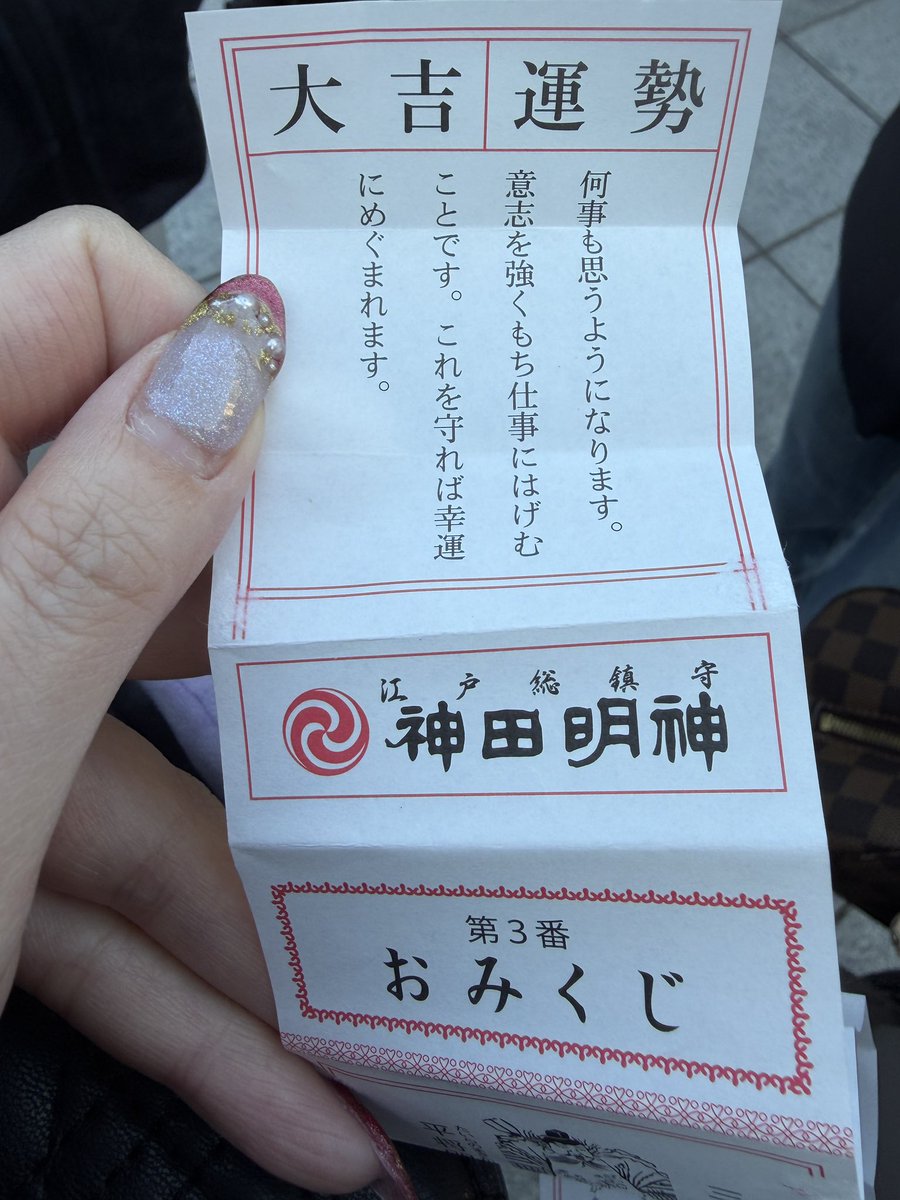 大吉 運勢
何事も思うようになります。
意志を強くもち仕事にはげむ
ことです。これを守れば幸運
にめぐまれます。
江戸総鎮守
神田明神
第3番
おみくじ